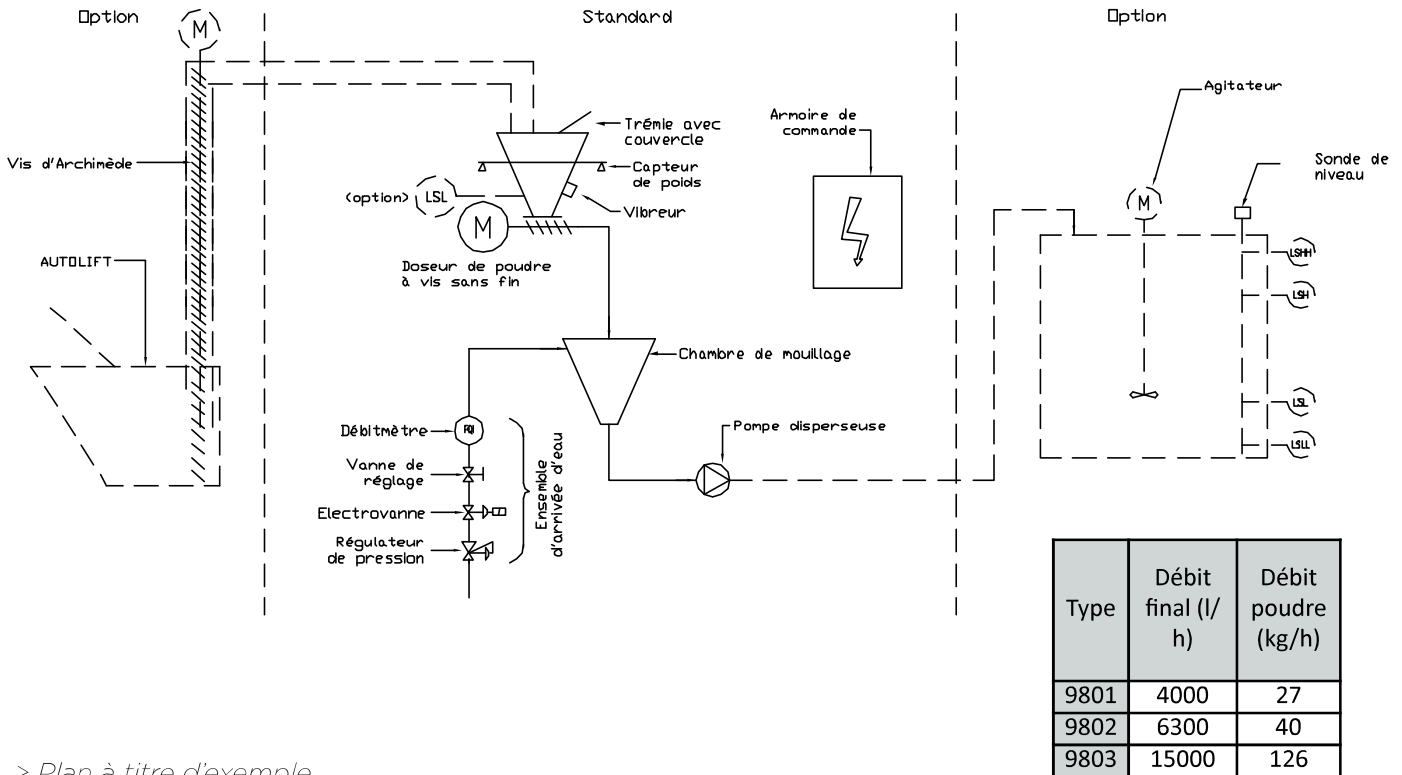 Option
Standard
Option
M
Agitateur
Armoire de
commande
Trémie avec
couvercle
Vis d'Archimède
Capteur
de poids
Sonde de
niveau
(option)
LSL
Vibreur
M
M
AUTOLIFT
Doseur de poudre
à vis sans fin
LSHH
LSH
Chambre de mouillage
LSL
LSLL
Débitmètre
FQI
Pompe disperseuse
Vanne de
réglage
Electrovanne
Régulateur
de pression
Ensemble
d'arrivée d'eau
Type
Débit
final (l/
h)
Débit
poudre
(kg/h)
9801 4000 27
9802 6300 40
9803 15000 126
> Plan à titre d'exemple